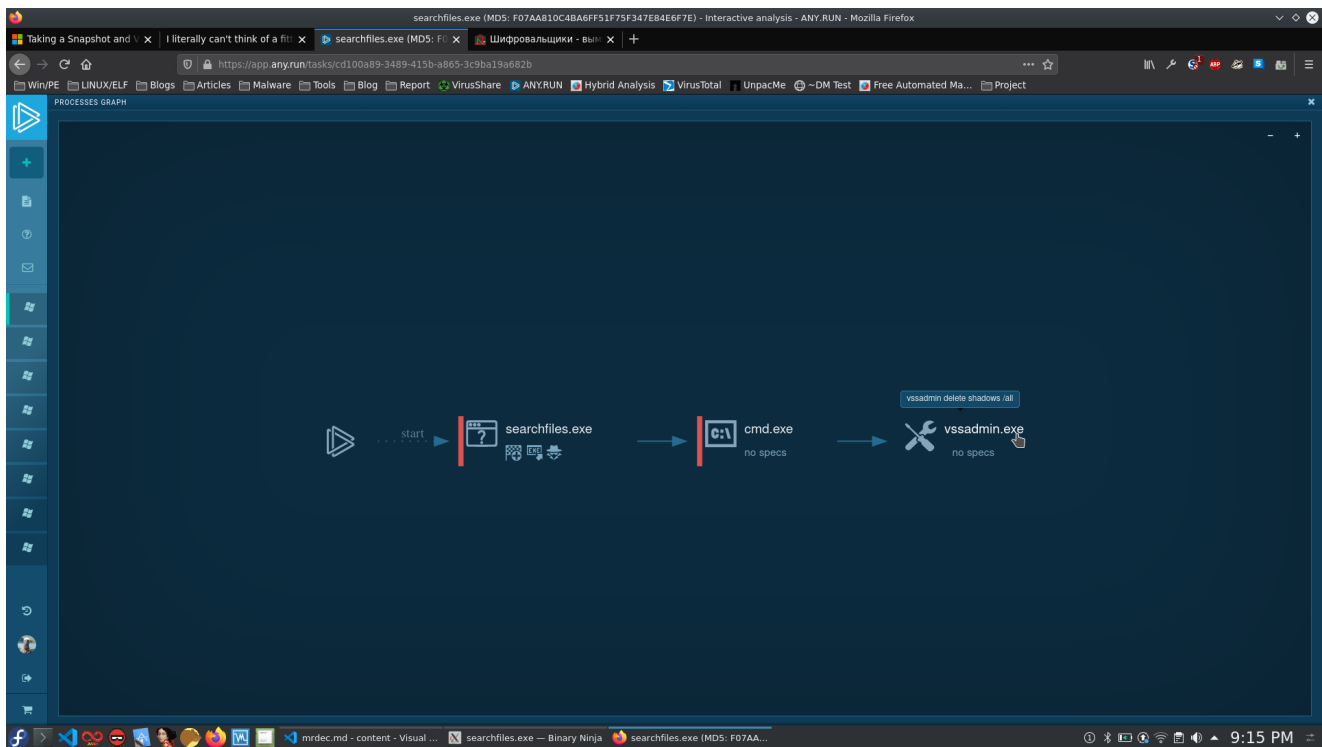 searchfiles.exe (MD5: F07AA810C4BA6FF51F75F347E84E6F7E) - Interactive analysis - ANY.RUN - Mozilla Firefox
Taking a Snapshot and V
I literally can't think of a fitt
searchfiles.exe (MD5: F0
Шифровальщики - вым
https://app.any.run/tasks/cd100a89-3489-415b-a865-3c9ba19a682b
Win/PE LINUX/ELF Blogs Articles Malware Tools Blog Report VirusShare ANY.RUN Hybrid Analysis VirusTotal UnpacMe ~DM Test Free Automated Ma... Project
PROCESSES GRAPH
- +
vssadmin delete shadows /all
start
searchfiles.exe
EXE
C:\
cmd.exe
no specs
vssadmin.exe
no specs
mrdec.md - content - Visual ...
searchfiles.exe — Binary Ninja
searchfiles.exe (MD5: F07AA...
9:15 PM